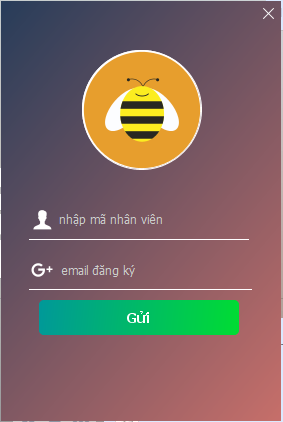 nhập mã nhân viên
G+ email đăng ký
Gửi